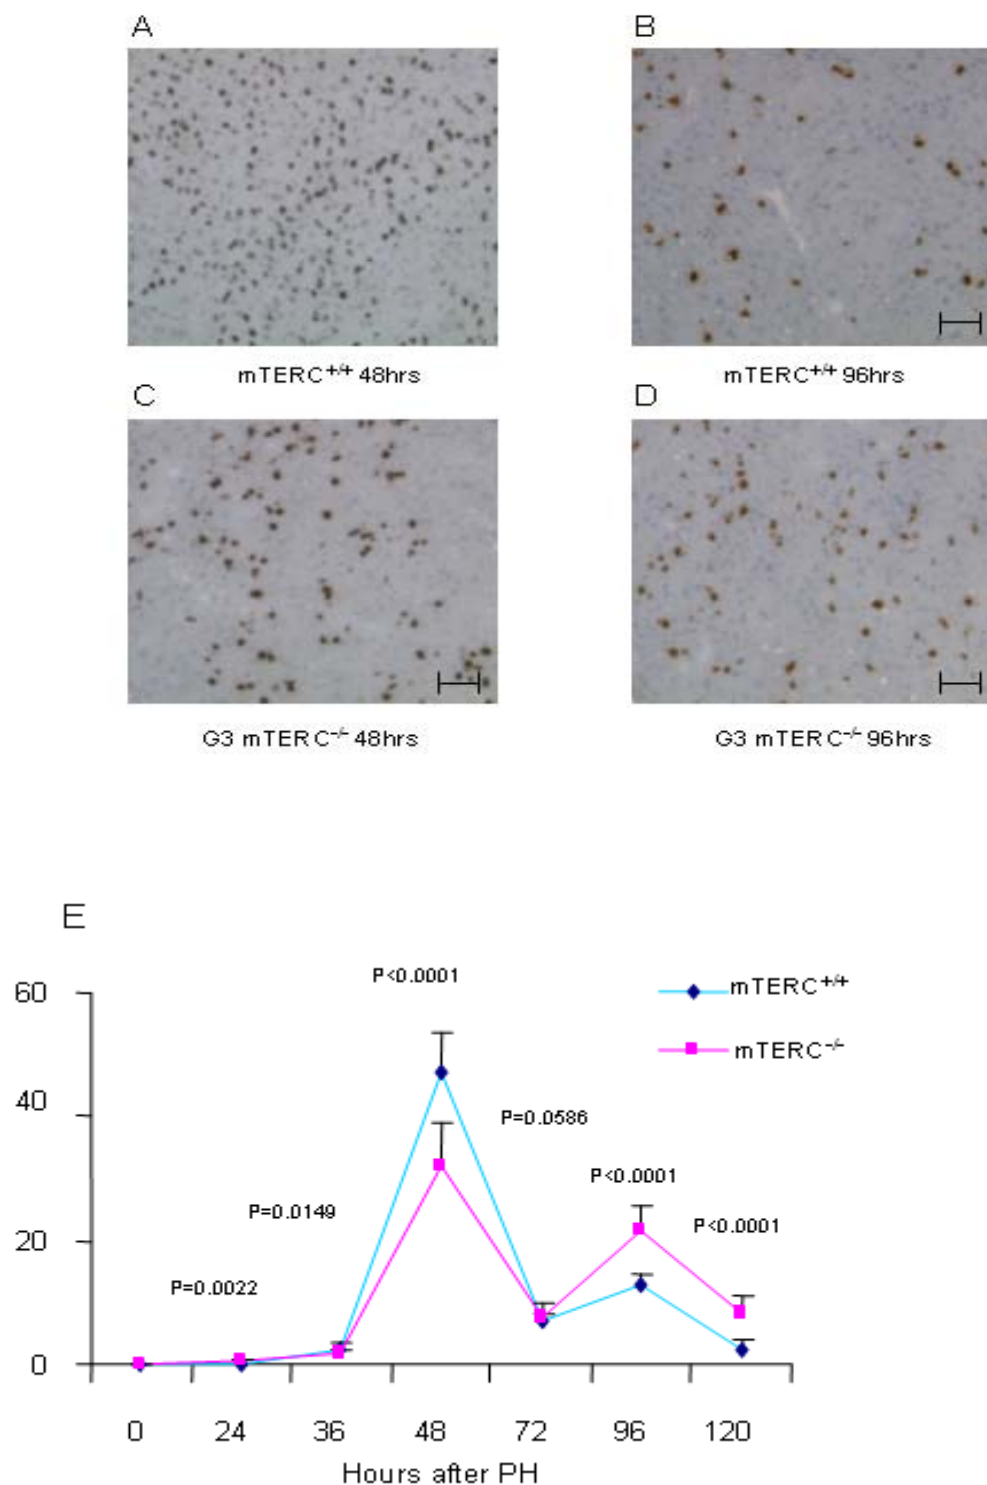 A
B
mTERC+/+ 48hrs
mTERC+/+ 96hrs
C
D
G3 mTERC-/- 48hrs
G3 mTERC-/- 96hrs
E
P<0.0001
mTERC+/+
60
mTERC-/-
40
P=0.0586
P<0.0001
P=0.0149
P<0.0001
20
P=0.0022
0
0 24 36 48 72 96 120
Hours after PH